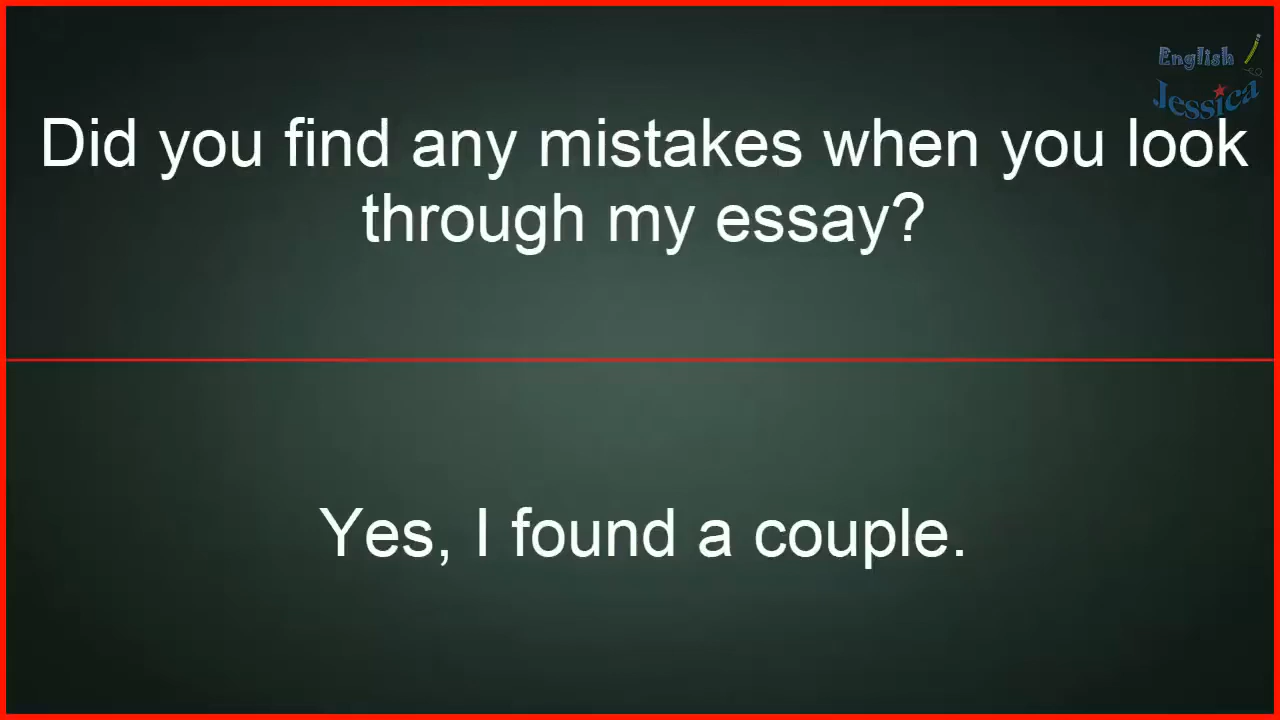 English
Jessica
Did you find any mistakes when you look
through my essay?
Yes, I found a couple.